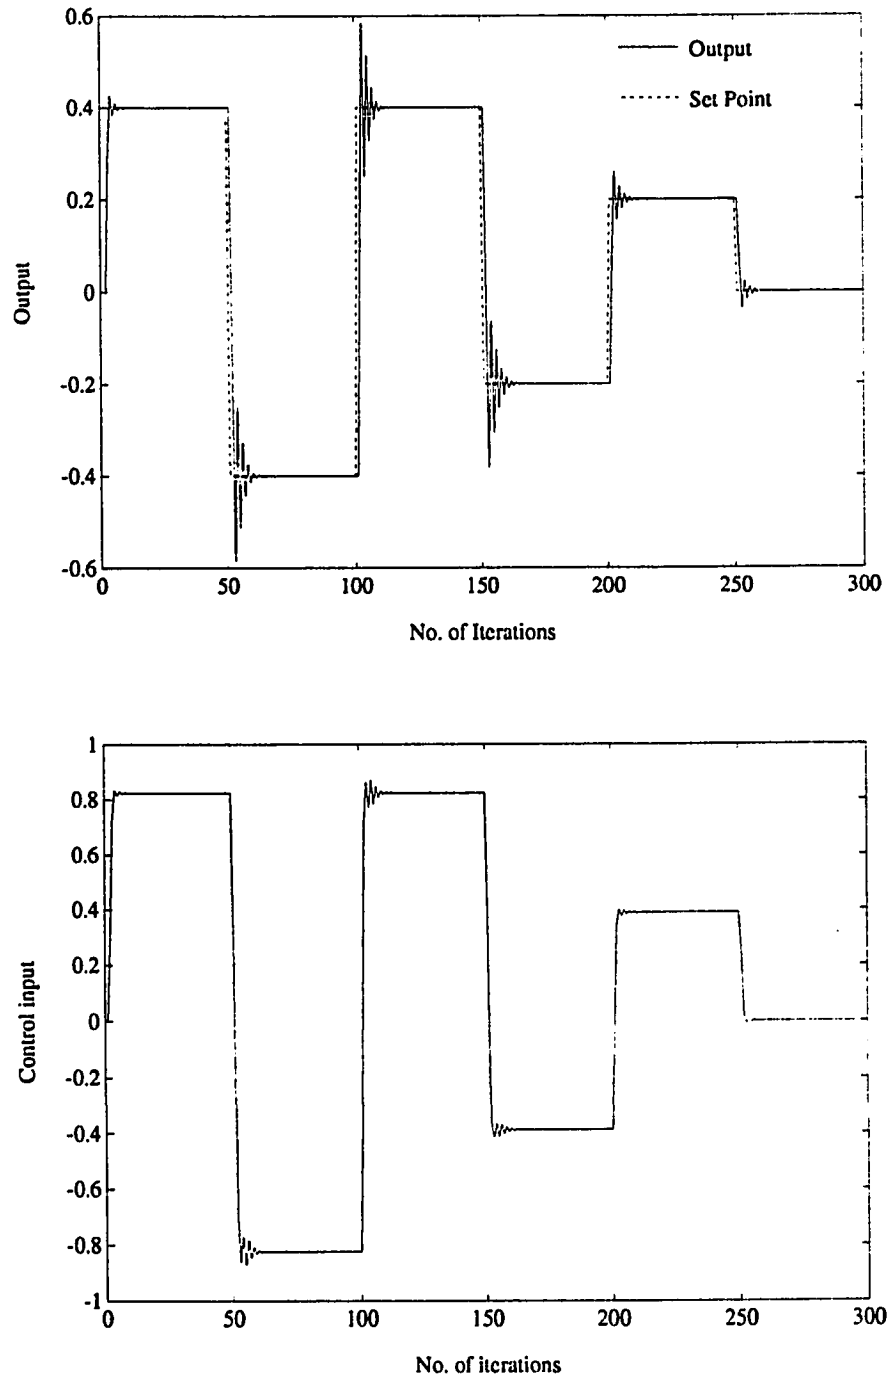 0.6
Output
Set Point
0.4
0.2
0
-0.2
-0.4
-0.6
Output
0 50 100 150 200 250 300
No. of Iterations
1
0.8
0.6
0.4
0.2
0
-0.2
-0.4
-0.6
-0.8
-1
Control input
0 50 100 150 200 250 300
No. of iterations